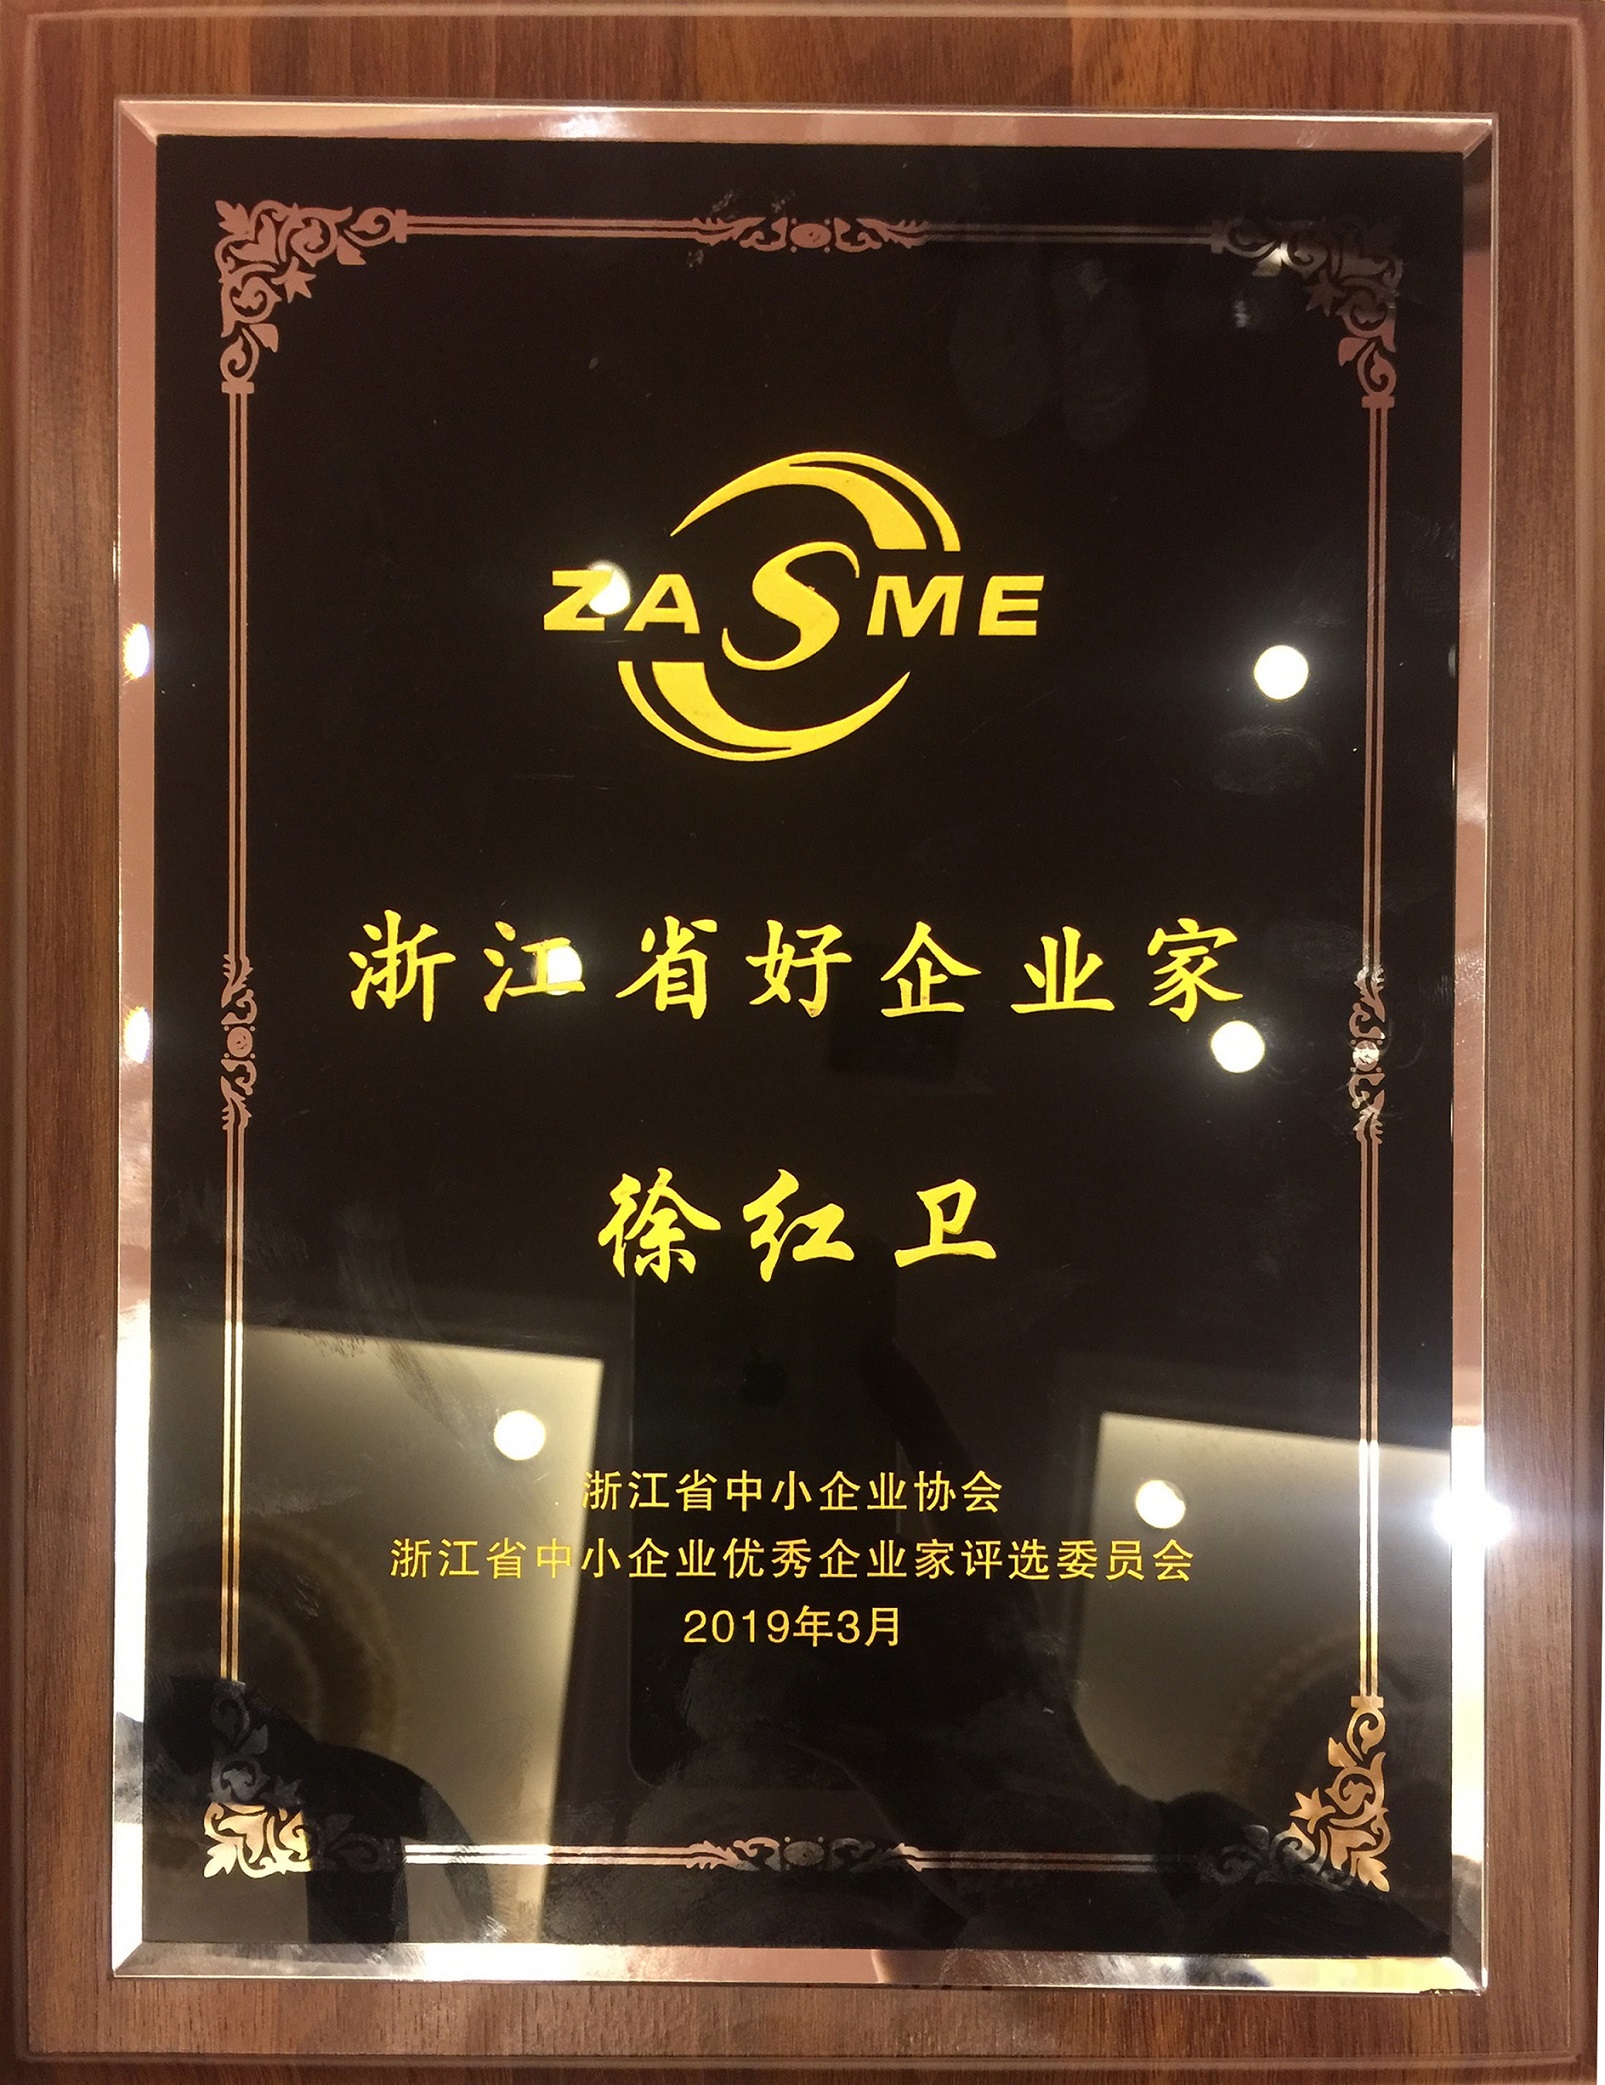 ZASME
浙江省好企业家
徐红卫
浙江省中小企业协会
浙江省中小企业优秀企业家评选委员会
2019年3月